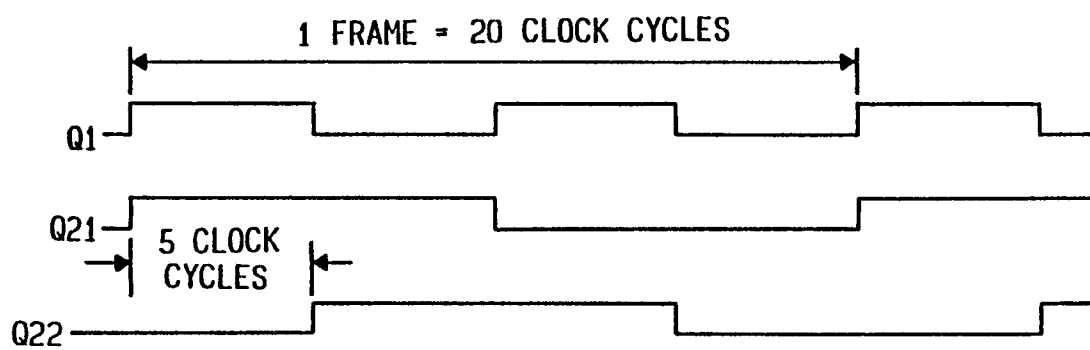 1 FRAME = 20 CLOCK CYCLES
Q1
Q21
5 CLOCK
CYCLES
Q22